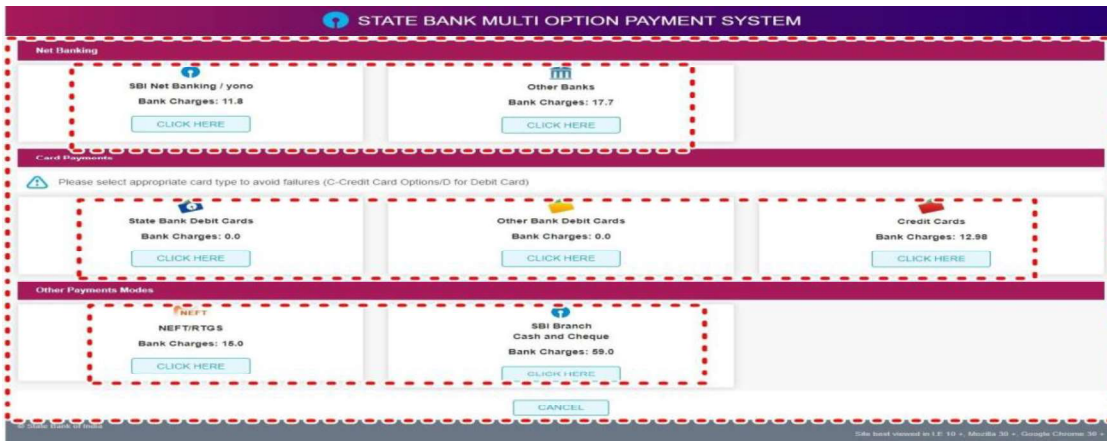 STATE BANK MULTI OPTION PAYMENT SYSTEM
Net Banking
SBI Net Banking / yono
Bank Charges: 11.8
CLICK HERE
Other Banks
Bank Charges: 17.7
CLICK HERE
Card Payments
Please select appropriate card type to avoid failures (C-Credit Card Options/D for Debit Card)
State Bank Debit Cards
Bank Charges: 0.0
CLICK HERE
Other Bank Debit Cards
Bank Charges: 0.0
CLICK HERE
Credit Cards
Bank Charges: 12.98
CLICK HERE
Other Payments Modes
NEFT
NEFT/RTGS
Bank Charges: 15.0
CLICK HERE
SBI Branch
Cash and Cheque
Bank Charges: 59.0
CLICK HERE
CANCEL
© State Bank of India
Site best viewed in I.E 10 +, Mozilla 30 +, Google Chrome 30 +